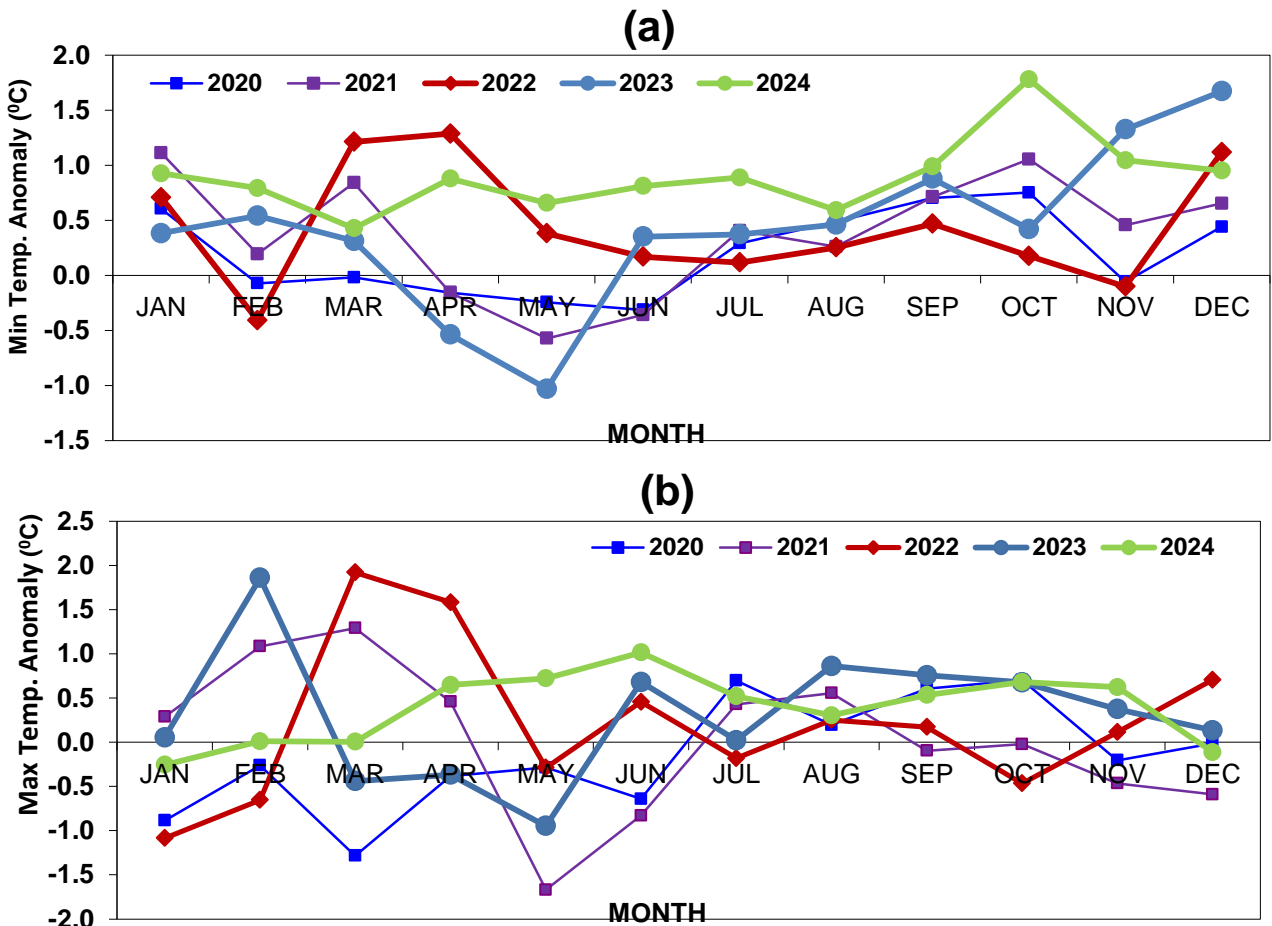 (a)
Min Temp. Anomaly (⁰C)
2.0
1.5
1.0
0.5
0.0
-0.5
-1.0
-1.5
2020 2021 2022 2023 2024
JAN FEB MAR APR MAY JUN JUL AUG SEP OCT NOV DEC
MONTH
(b)
Max Temp. Anomaly (⁰C)
2.5
2.0
1.5
1.0
0.5
0.0
-0.5
-1.0
-1.5
-2.0
2020 2021 2022 2023 2024
JAN FEB MAR APR MAY JUN JUL AUG SEP OCT NOV DEC
MONTH